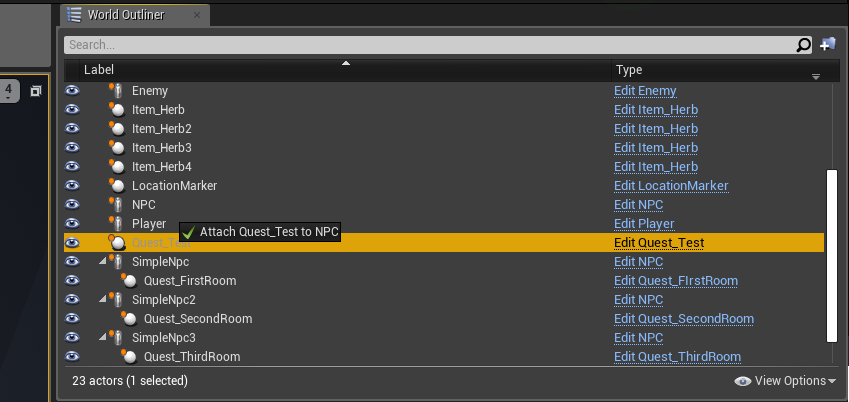 World Outliner
Search...
4
Label Type
Enemy Edit Enemy
Item_Herb Edit Item_Herb
Item_Herb2 Edit Item_Herb
Item_Herb3 Edit Item_Herb
Item_Herb4 Edit Item_Herb
LocationMarker Edit LocationMarker
NPC Edit NPC
Player Edit Player
Attach Quest_Test to NPC
Quest_Test Edit Quest_Test
SimpleNpc Edit NPC
Quest_FirstRoom Edit Quest_FIrstRoom
SimpleNpc2 Edit NPC
Quest_SecondRoom Edit Quest_SecondRoom
SimpleNpc3 Edit NPC
Quest_ThirdRoom Edit Quest_ThirdRoom
23 actors (1 selected) View Options